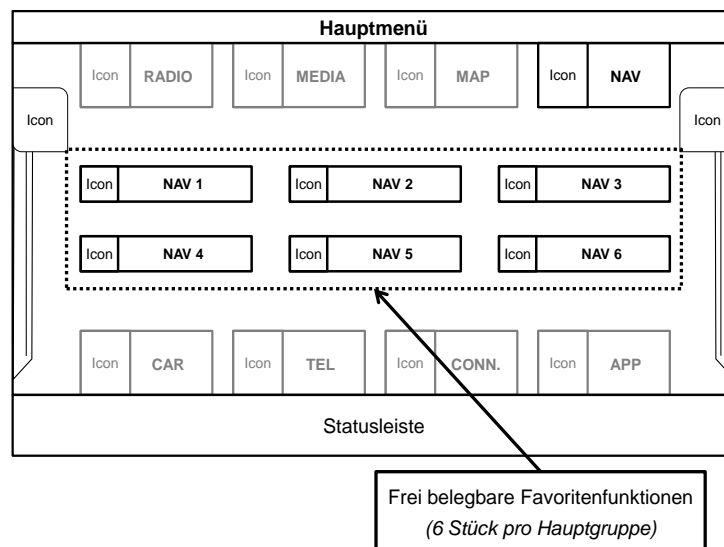 Hauptmenü
Icon RADIO Icon MEDIA Icon MAP Icon NAV
Icon Icon
Icon NAV 1 Icon NAV 2 Icon NAV 3
Icon NAV 4 Icon NAV 5 Icon NAV 6
Icon CAR Icon TEL Icon CONN. Icon APP
Statusleiste
Frei belegbare Favoritenfunktionen
(6 Stück pro Hauptgruppe)